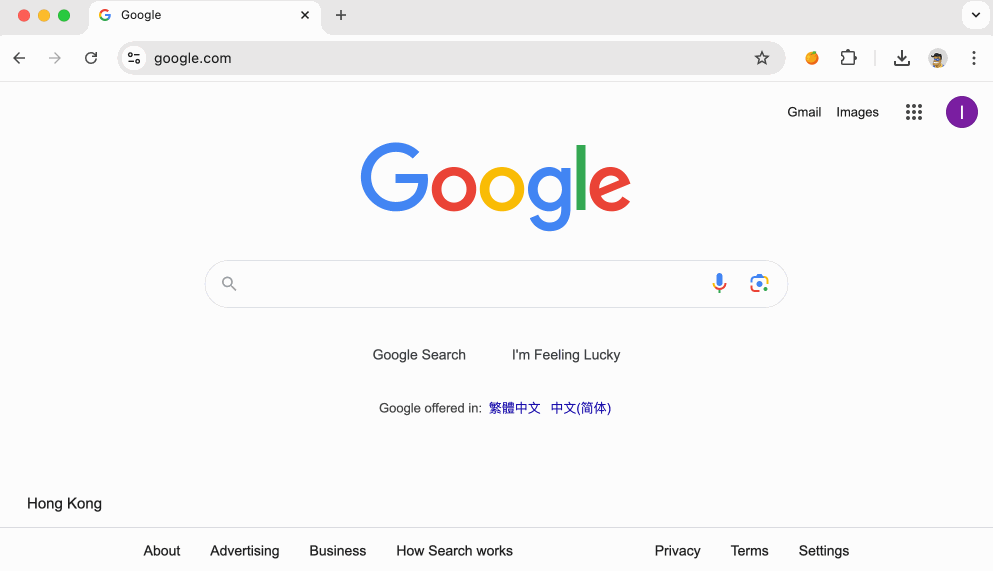 Google
google.com
Gmail Images
I
Google
Google Search I'm Feeling Lucky
Google offered in: 繁體中文 中文(简体)
Hong Kong
About Advertising Business How Search works Privacy Terms Settings